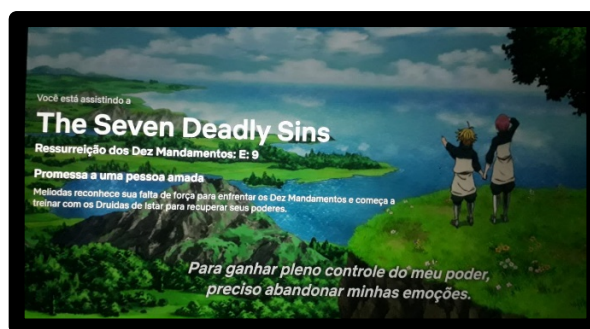 Você está assistindo a
The Seven Deadly Sins
Ressurreição dos Dez Mandamentos: E: 9
Promessa a uma pessoa amada
Meliodas reconhece sua falta de força para enfrentar os Dez Mandamentos e começa a
treinar com os Druidas de Istar para recuperar seus poderes.
Para ganhar pleno controle do meu poder,
preciso abandonar minhas emoções.